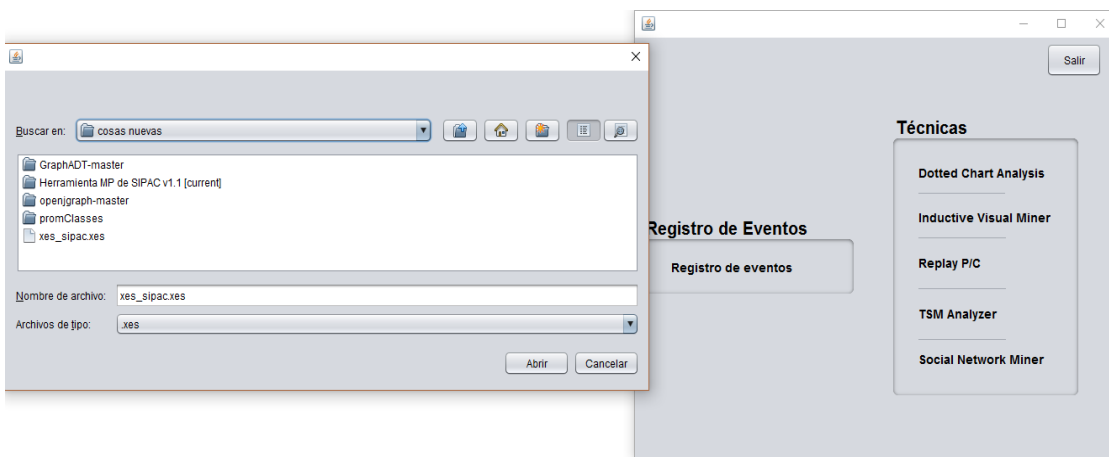 Buscar en:
cosas nuevas
GraphADT-master
Herramienta MP de SIPAC v1.1 [current]
openjgraph-master
promClasses
xes_sipac.xes
Nombre de archivo:
xes_sipac.xes
Archivos de tipo:
.xes
Abrir
Cancelar
Salir
Registro de Eventos
Registro de eventos
Técnicas
Dotted Chart Analysis
Inductive Visual Miner
Replay P/C
TSM Analyzer
Social Network Miner